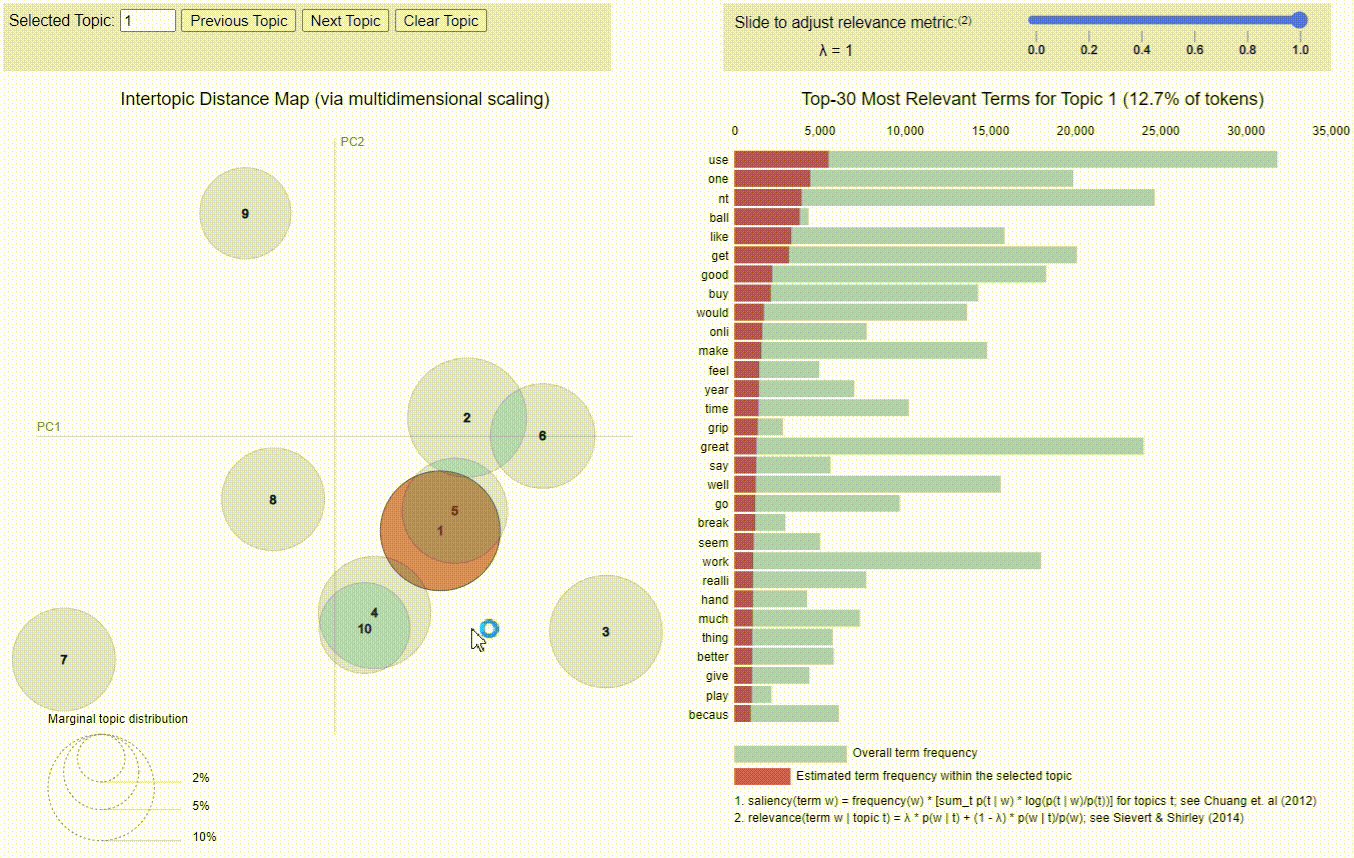 Selected Topic: 1 Previous Topic Next Topic Clear Topic
Slide to adjust relevance metric:(2)
λ = 1
0.0 0.2 0.4 0.6 0.8 1.0
Intertopic Distance Map (via multidimensional scaling)
PC2
PC1
9
2
6
8
5
1
4
10
3
7
Marginal topic distribution
2%
5%
10%
Top-30 Most Relevant Terms for Topic 1 (12.7% of tokens)
0 5,000 10,000 15,000 20,000 25,000 30,000 35,000
use
one
nt
ball
like
get
good
buy
would
onli
make
feel
year
time
grip
great
say
well
go
break
seem
work
realli
hand
much
thing
better
give
play
becaus
Overall term frequency
Estimated term frequency within the selected topic
1. saliency(term w) = frequency(w) * [sum_t p(t | w) * log(p(t | w)/p(t))] for topics t; see Chuang et. al (2012)
2. relevance(term w | topic t) = λ * p(w | t) + (1 - λ) * p(w | t)/p(w); see Sievert & Shirley (2014)